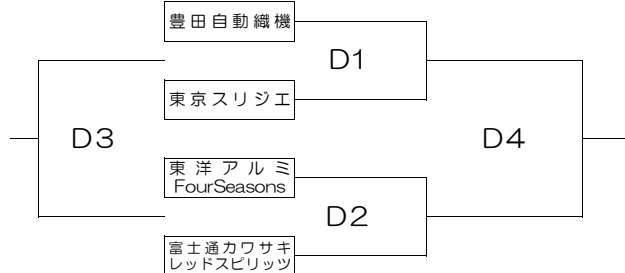 豊田自動織機
D1
東京スリジエ
D3
D4
東洋アルミ
FourSeasons
D2
富士通カワサキ
レッドスピリッツ